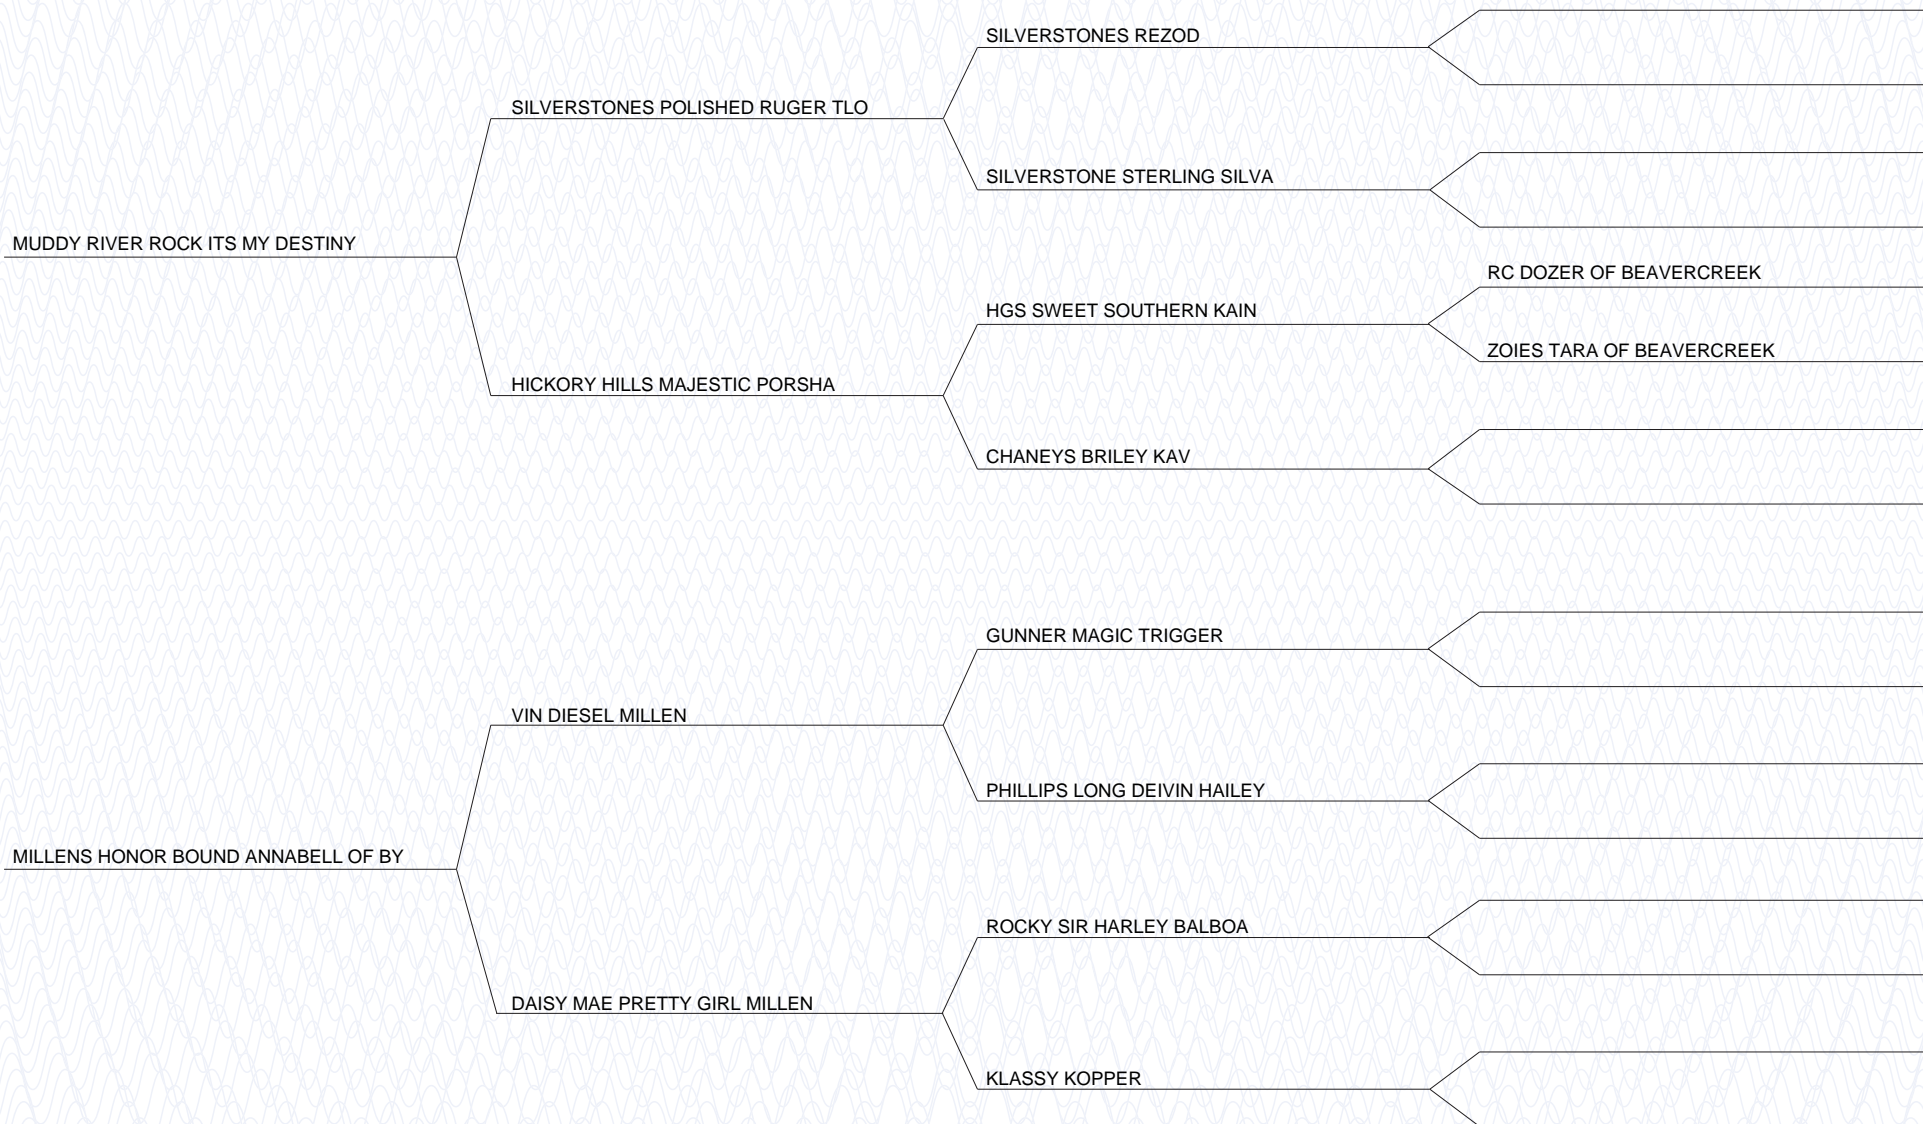 SILVERSTONES REZOD
SILVERSTONES POLISHED RUGER TLO
SILVERSTONE STERLING SILVA
MUDDY RIVER ROCK ITS MY DESTINY
RC DOZER OF BEAVERCREEK
HGS SWEET SOUTHERN KAIN
ZOIES TARA OF BEAVERCREEK
HICKORY HILLS MAJESTIC PORSHA
CHANEYS BRILEY KAV
GUNNER MAGIC TRIGGER
VIN DIESEL MILLEN
PHILLIPS LONG DEIVIN HAILEY
MILLENS HONOR BOUND ANNABELL OF BY
ROCKY SIR HARLEY BALBOA
DAISY MAE PRETTY GIRL MILLEN
KLASSY KOPPER